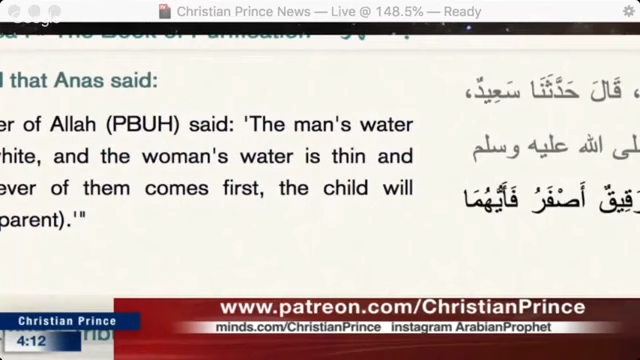 Christian Prince News — Live @ 148.5% — Ready
The Book of Purification
d that Anas said:
، قَالَ حَدَّثَنَا سَعِيدٌ،
er of Allah (PBUH) said: 'The man's water
لى الله عليه وسلم
white, and the woman's water is thin and
رَقِيقٌ أَصْفَرُ فَأَيُّهُمَا
ever of them comes first, the child will
parent).'"
www.patreon.com/ChristianPrince
Christian Prince
minds.com/ChristianPrince instagram ArabianProphet
4:12